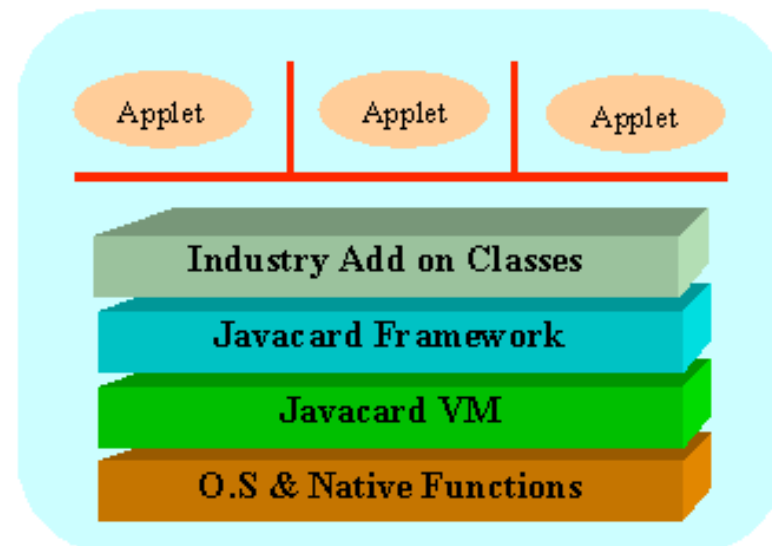 Applet
Applet
Applet
Industry Add on Classes
Javacard Framework
Javacard VM
O.S & Native Functions